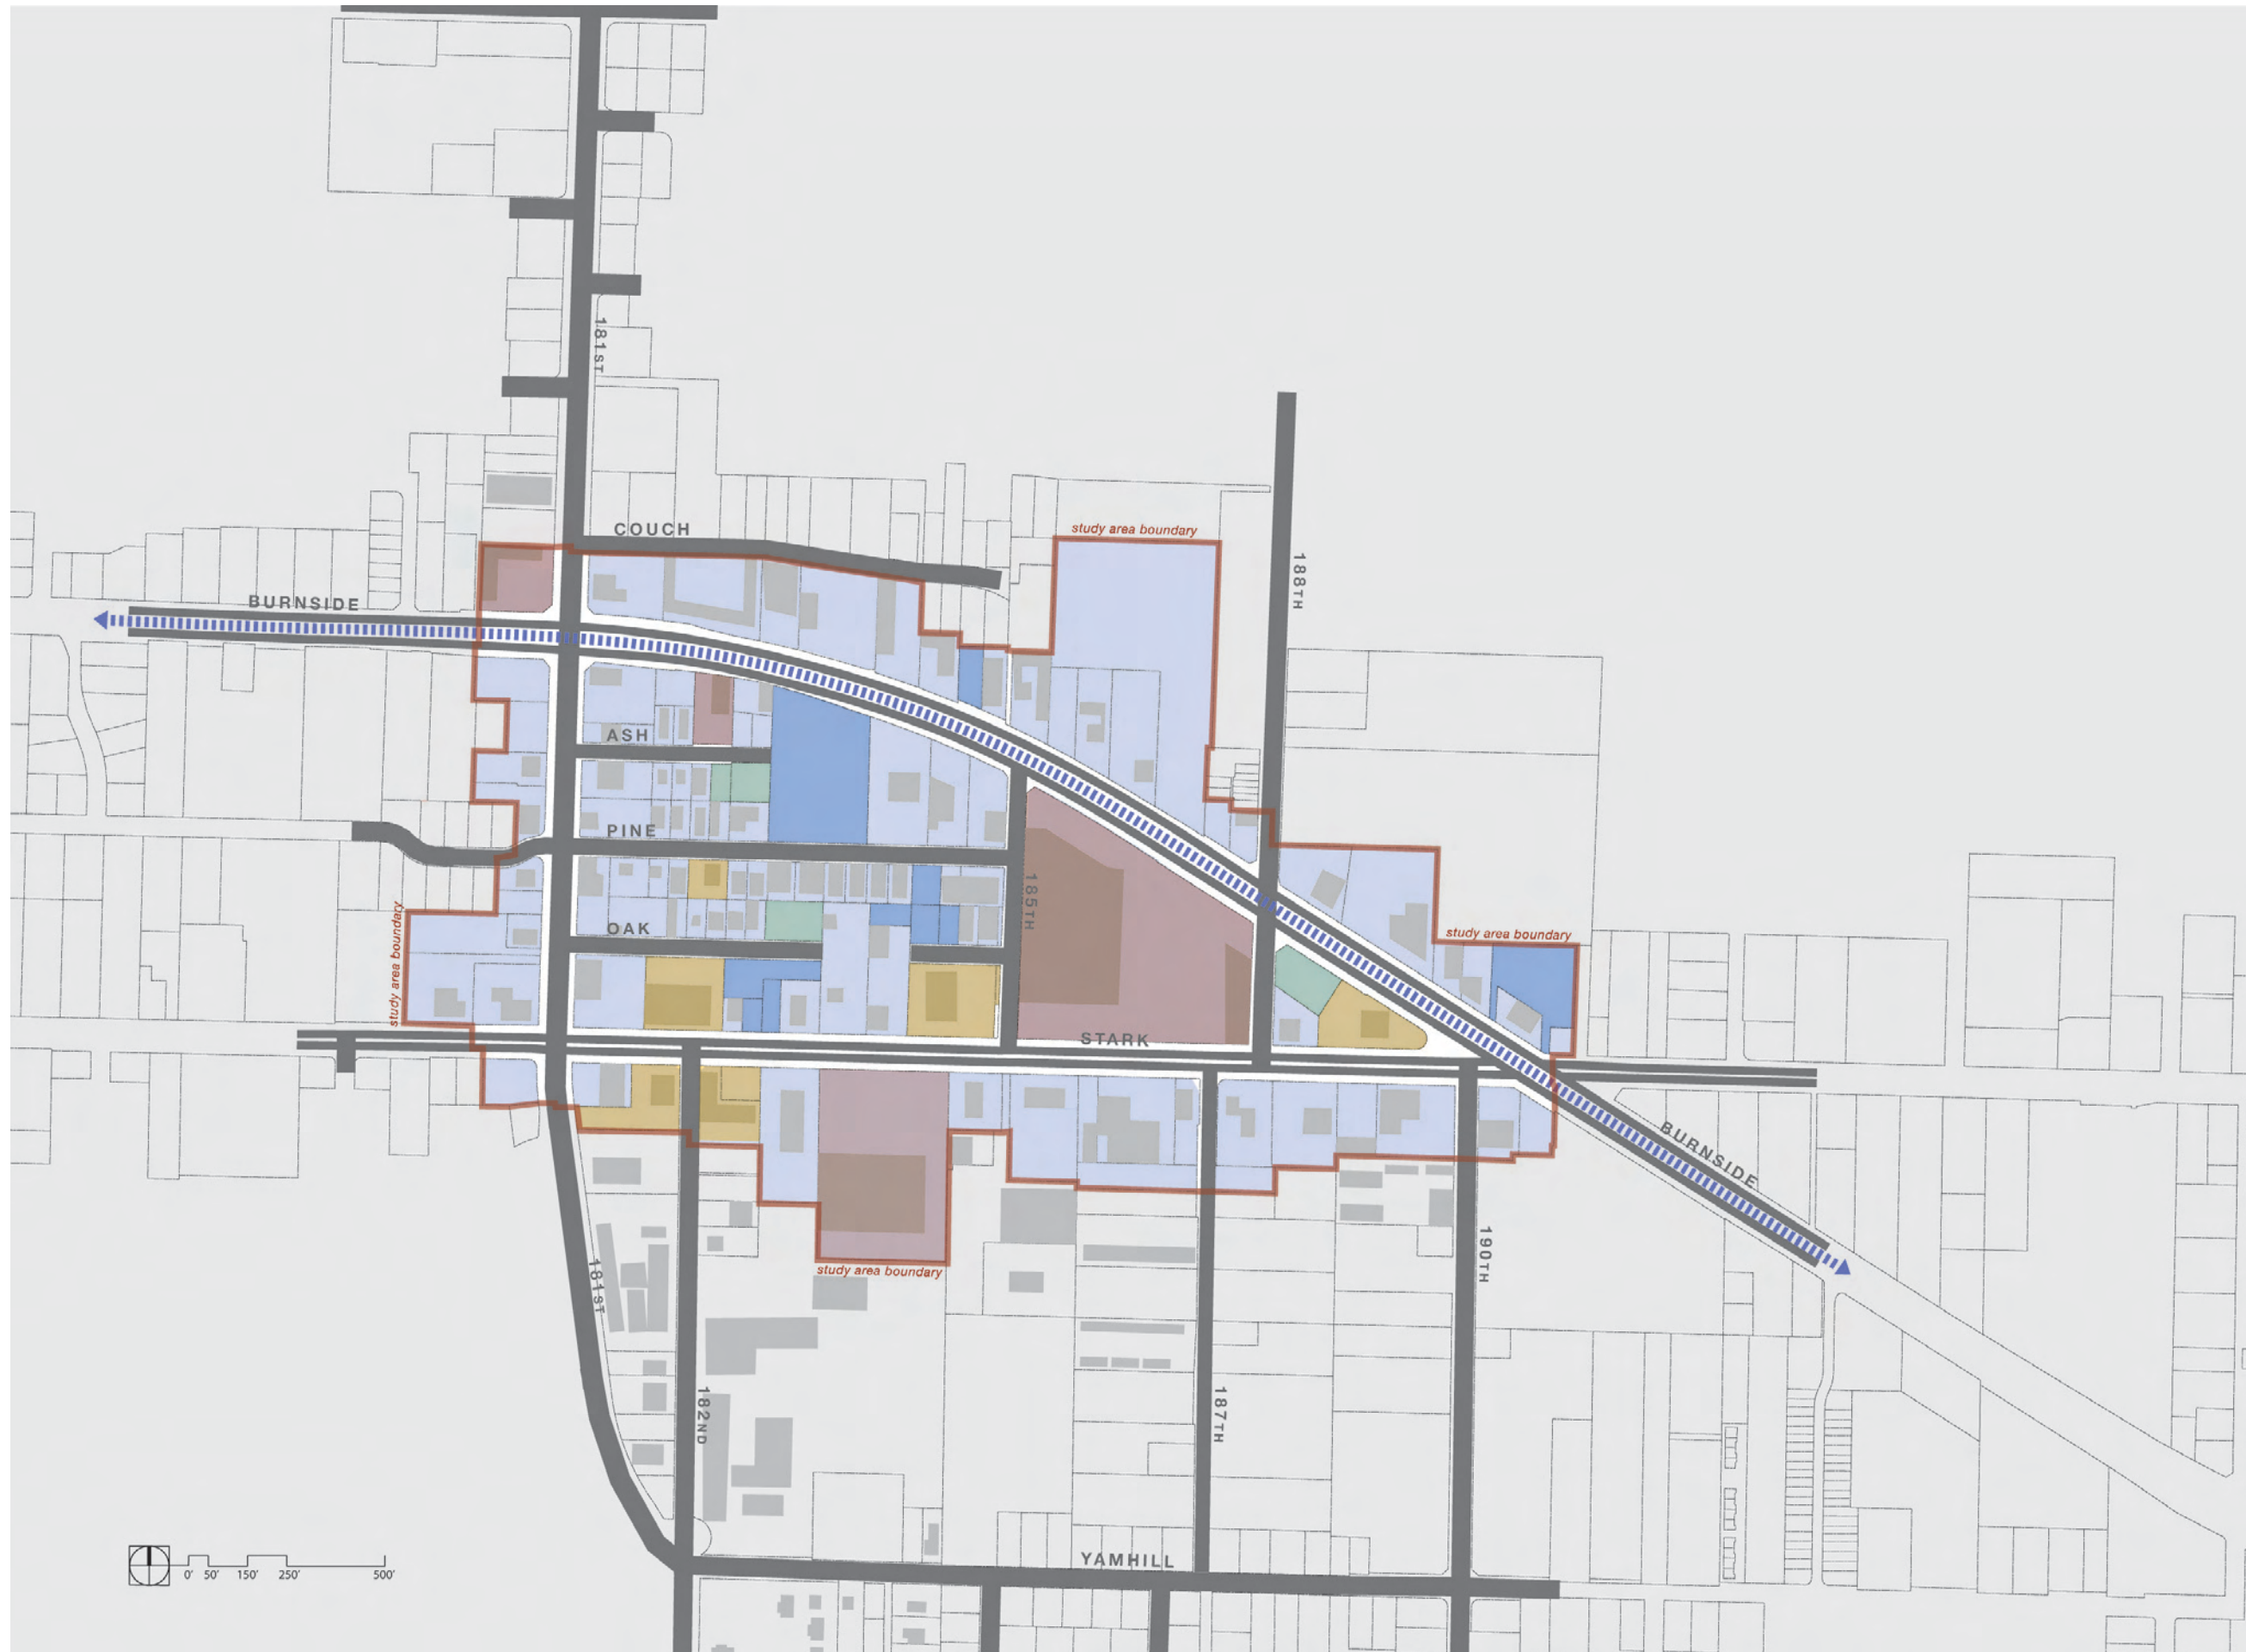 181ST
COUCH
study area boundary
188TH
BURNSIDE
ASH
PINE
185TH
OAK
study area boundary
study area boundary
STARK
BURNSIDE
190TH
181ST
study area boundary
182ND
187TH
YAMHILL
0' 50' 150' 250' 500'